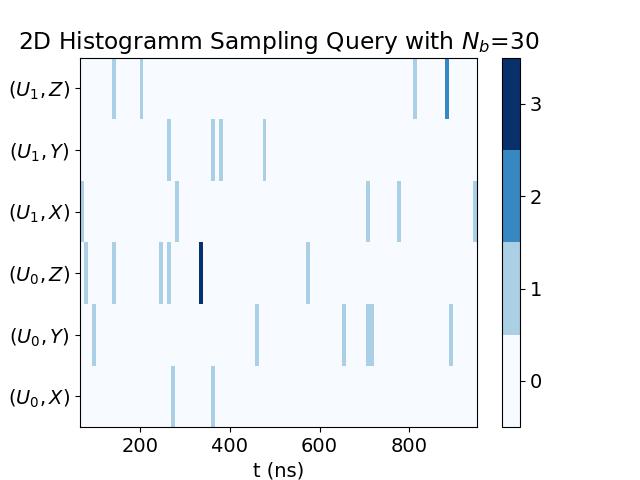 2D Histogramm Sampling Query with $N_b$=30
$(U_1, Z)$
$(U_1, Y)$
$(U_1, X)$
$(U_0, Z)$
$(U_0, Y)$
$(U_0, X)$
200 400 600 800
t (ns)
3
2
1
0